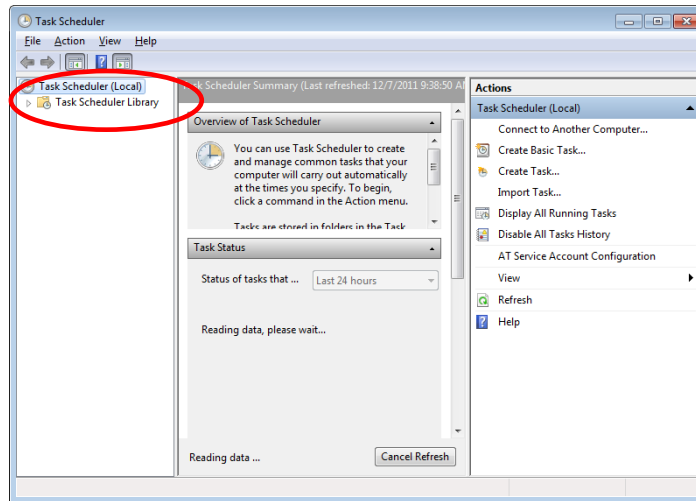 Task Scheduler
File Action View Help
Task Scheduler (Local)
Task Scheduler Library
k Scheduler Summary (Last refreshed: 12/7/2011 9:38:50 A
Overview of Task Scheduler
You can use Task Scheduler to create
and manage common tasks that your
computer will carry out automatically
at the times you specify. To begin,
click a command in the Action menu.
Tasks are stored in folders in the Task
Task Status
Status of tasks that ... Last 24 hours
Reading data, please wait...
Reading data ... Cancel Refresh
Actions
Task Scheduler (Local)
Connect to Another Computer...
Create Basic Task...
Create Task...
Import Task...
Display All Running Tasks
Disable All Tasks History
AT Service Account Configuration
View
Refresh
Help